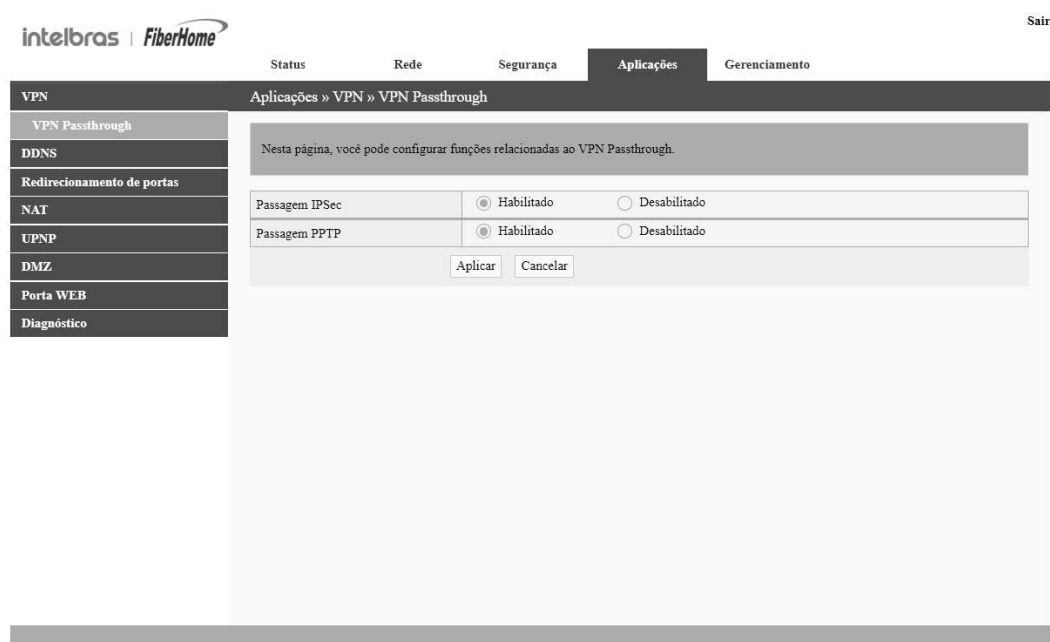 intelbras | FiberHome
Sair
Status Rede Segurança Aplicações Gerenciamento
VPN
VPN Passthrough
DDNS
Redirecionamento de portas
NAT
UPNP
DMZ
Porta WEB
Diagnóstico
Aplicações » VPN » VPN Passthrough
Nesta página, você pode configurar funções relacionadas ao VPN Passthrough.
Passagem IPSec Habilitado Desabilitado
Passagem PPTP Habilitado Desabilitado
Aplicar Cancelar